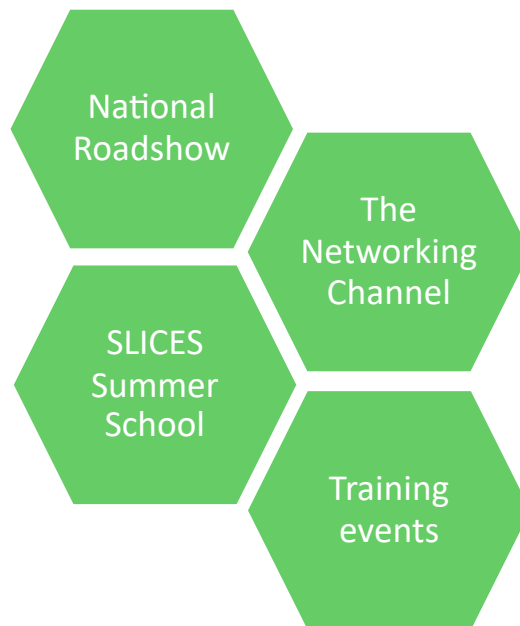 National
Roadshow
The
Networking
Channel
SLICES
Summer
School
Training
events